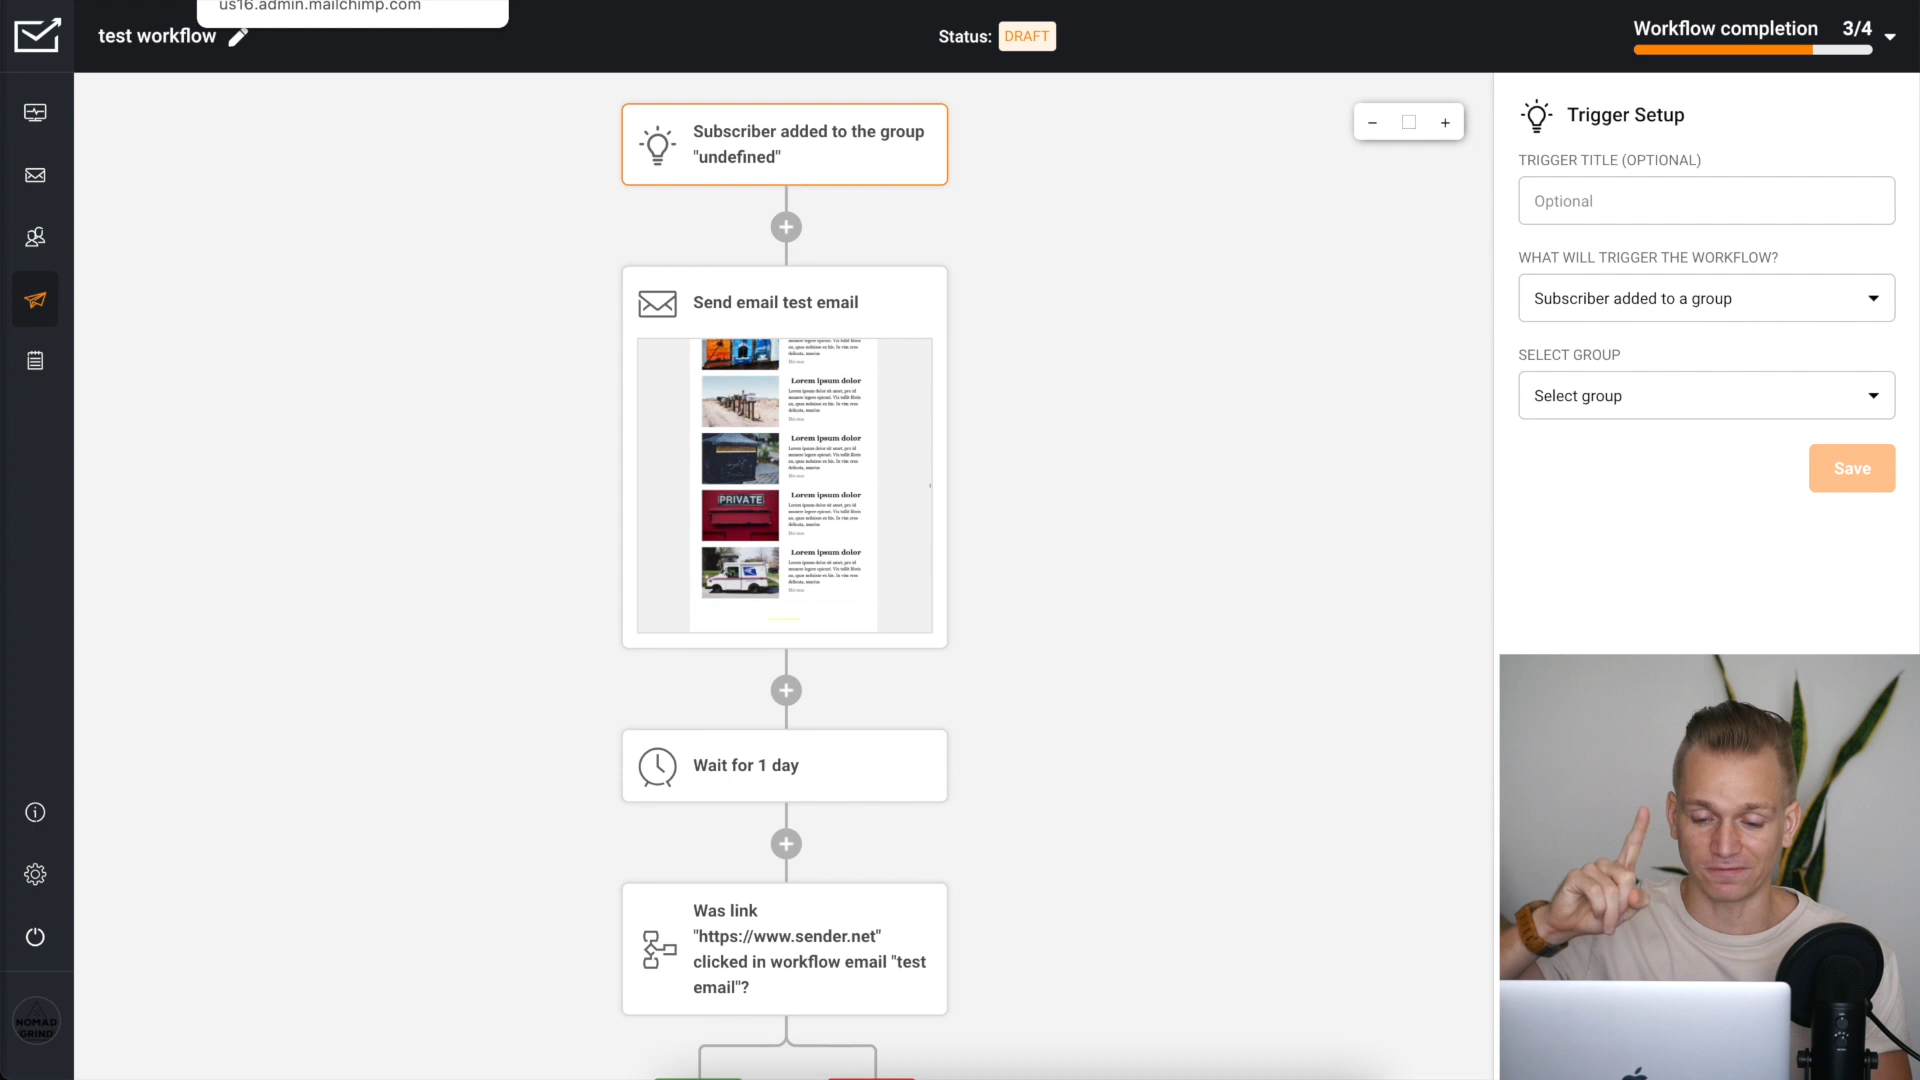 us16.admin.mailchimp.com
test workflow
Status: DRAFT
Workflow completion 3/4
Subscriber added to the group
"undefined"
Trigger Setup
TRIGGER TITLE (OPTIONAL)
Optional
WHAT WILL TRIGGER THE WORKFLOW?
Subscriber added to a group
SELECT GROUP
Select group
Save
Send email test email
Lorem ipsum dolor
Lorem ipsum dolor
PRIVATE
Lorem ipsum dolor
Lorem ipsum dolor
Wait for 1 day
Was link
"https://www.sender.net"
clicked in workflow email "test
email"?
NOMAD
GRIND